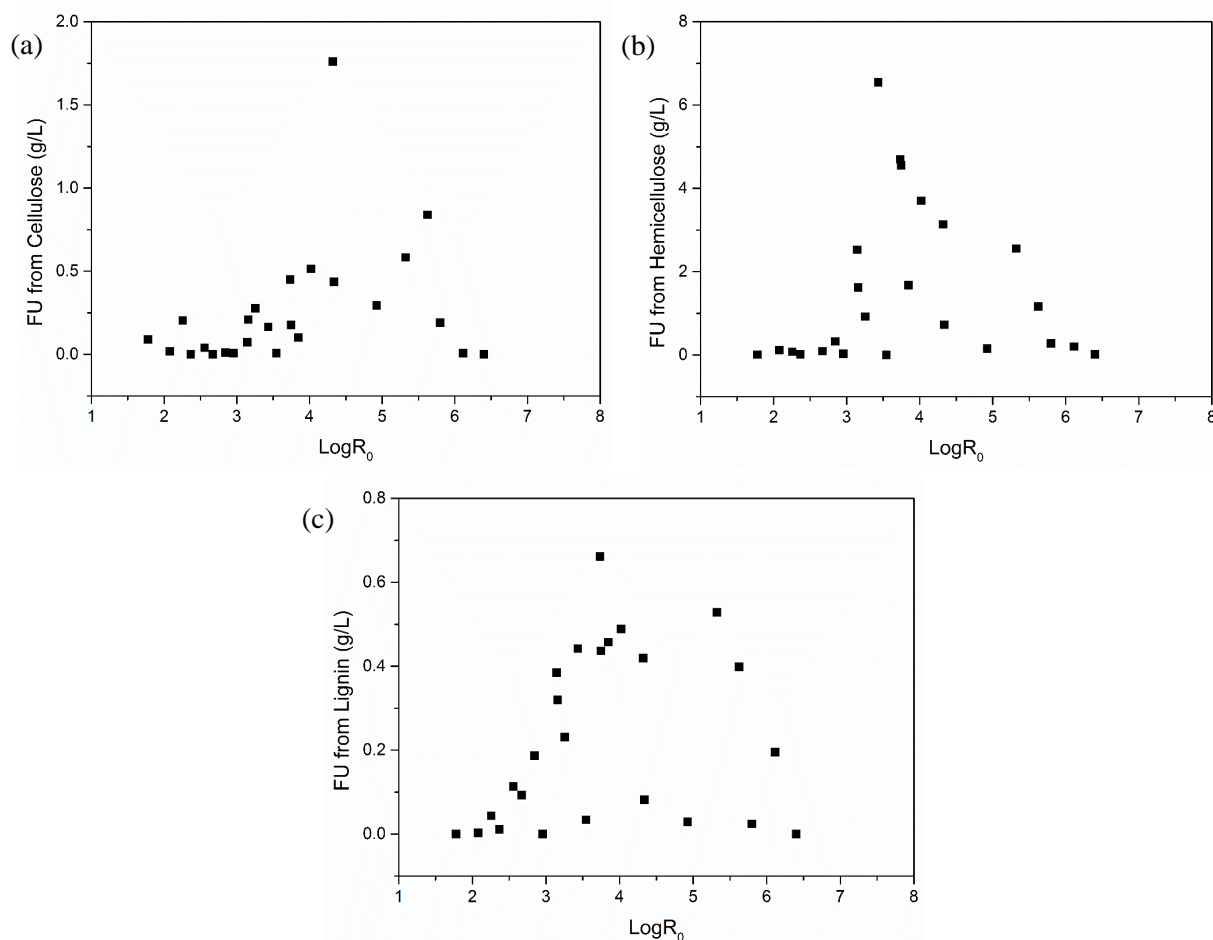 (a)
2.0
1.5
1.0
0.5
0.0
FU from Cellulose (g/L)
1 2 3 4 5 6 7 8
LogR0
(b)
8
6
4
2
0
FU from Hemicellulose (g/L)
1 2 3 4 5 6 7 8
LogR0
(c)
0.8
0.6
0.4
0.2
0.0
FU from Lignin (g/L)
1 2 3 4 5 6 7 8
LogR0